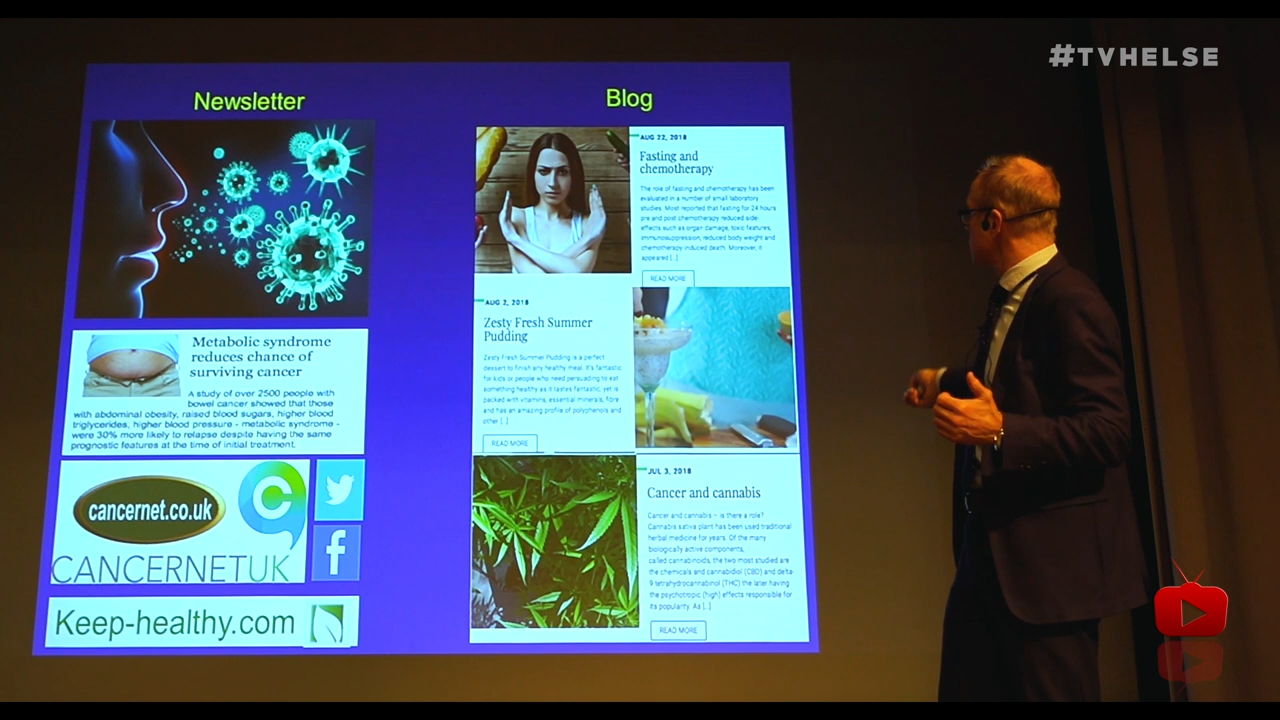 #TVHELSE
Newsletter
Metabolic syndrome
reduces chance of
surviving cancer
A study of over 2500 people with
bowel cancer showed that those
with abdominal obesity, raised blood sugars, higher blood
triglycerides, higher blood pressure - metabolic syndrome -
were 30% more likely to relapse despite having the same
prognostic features at the time of initial treatment.
cancernet.co.uk
CANCERNETUK
Keep-healthy.com
Blog
AUG 22, 2018
Fasting and
chemotherapy
The role of fasting and chemotherapy has been
evaluated in a number of small laboratory
studies. Most reported that fasting for 24 hours
pre and post chemotherapy reduced side-
effects such as organ damage, toxic features,
immunosuppression, reduced body weight and
chemotherapy-induced death. Moreover, it
appeared [...]
READ MORE
AUG 2, 2018
Zesty Fresh Summer
Pudding
Zesty Fresh Summer Pudding is a perfect
dessert to finish any healthy meal. It's fantastic
for kids or people who need persuading to eat
something healthy as it tastes fantastic, yet is
packed with vitamins, essential minerals, fibre
and has an amazing profile of polyphenols and
other [...]
READ MORE
JUL 3, 2018
Cancer and cannabis
Cancer and cannabis – is there a role?
Cannabis sativa plant has been used traditional
herbal medicine for years. Of the many
biologically active components,
called cannabinoids, the two most studied are
the chemicals and cannabidiol (CBD) and delta-
9 tetrahydrocannabinol (THC) the later having
the psychotropic (high) effects responsible for
its popularity. As [...]
READ MORE